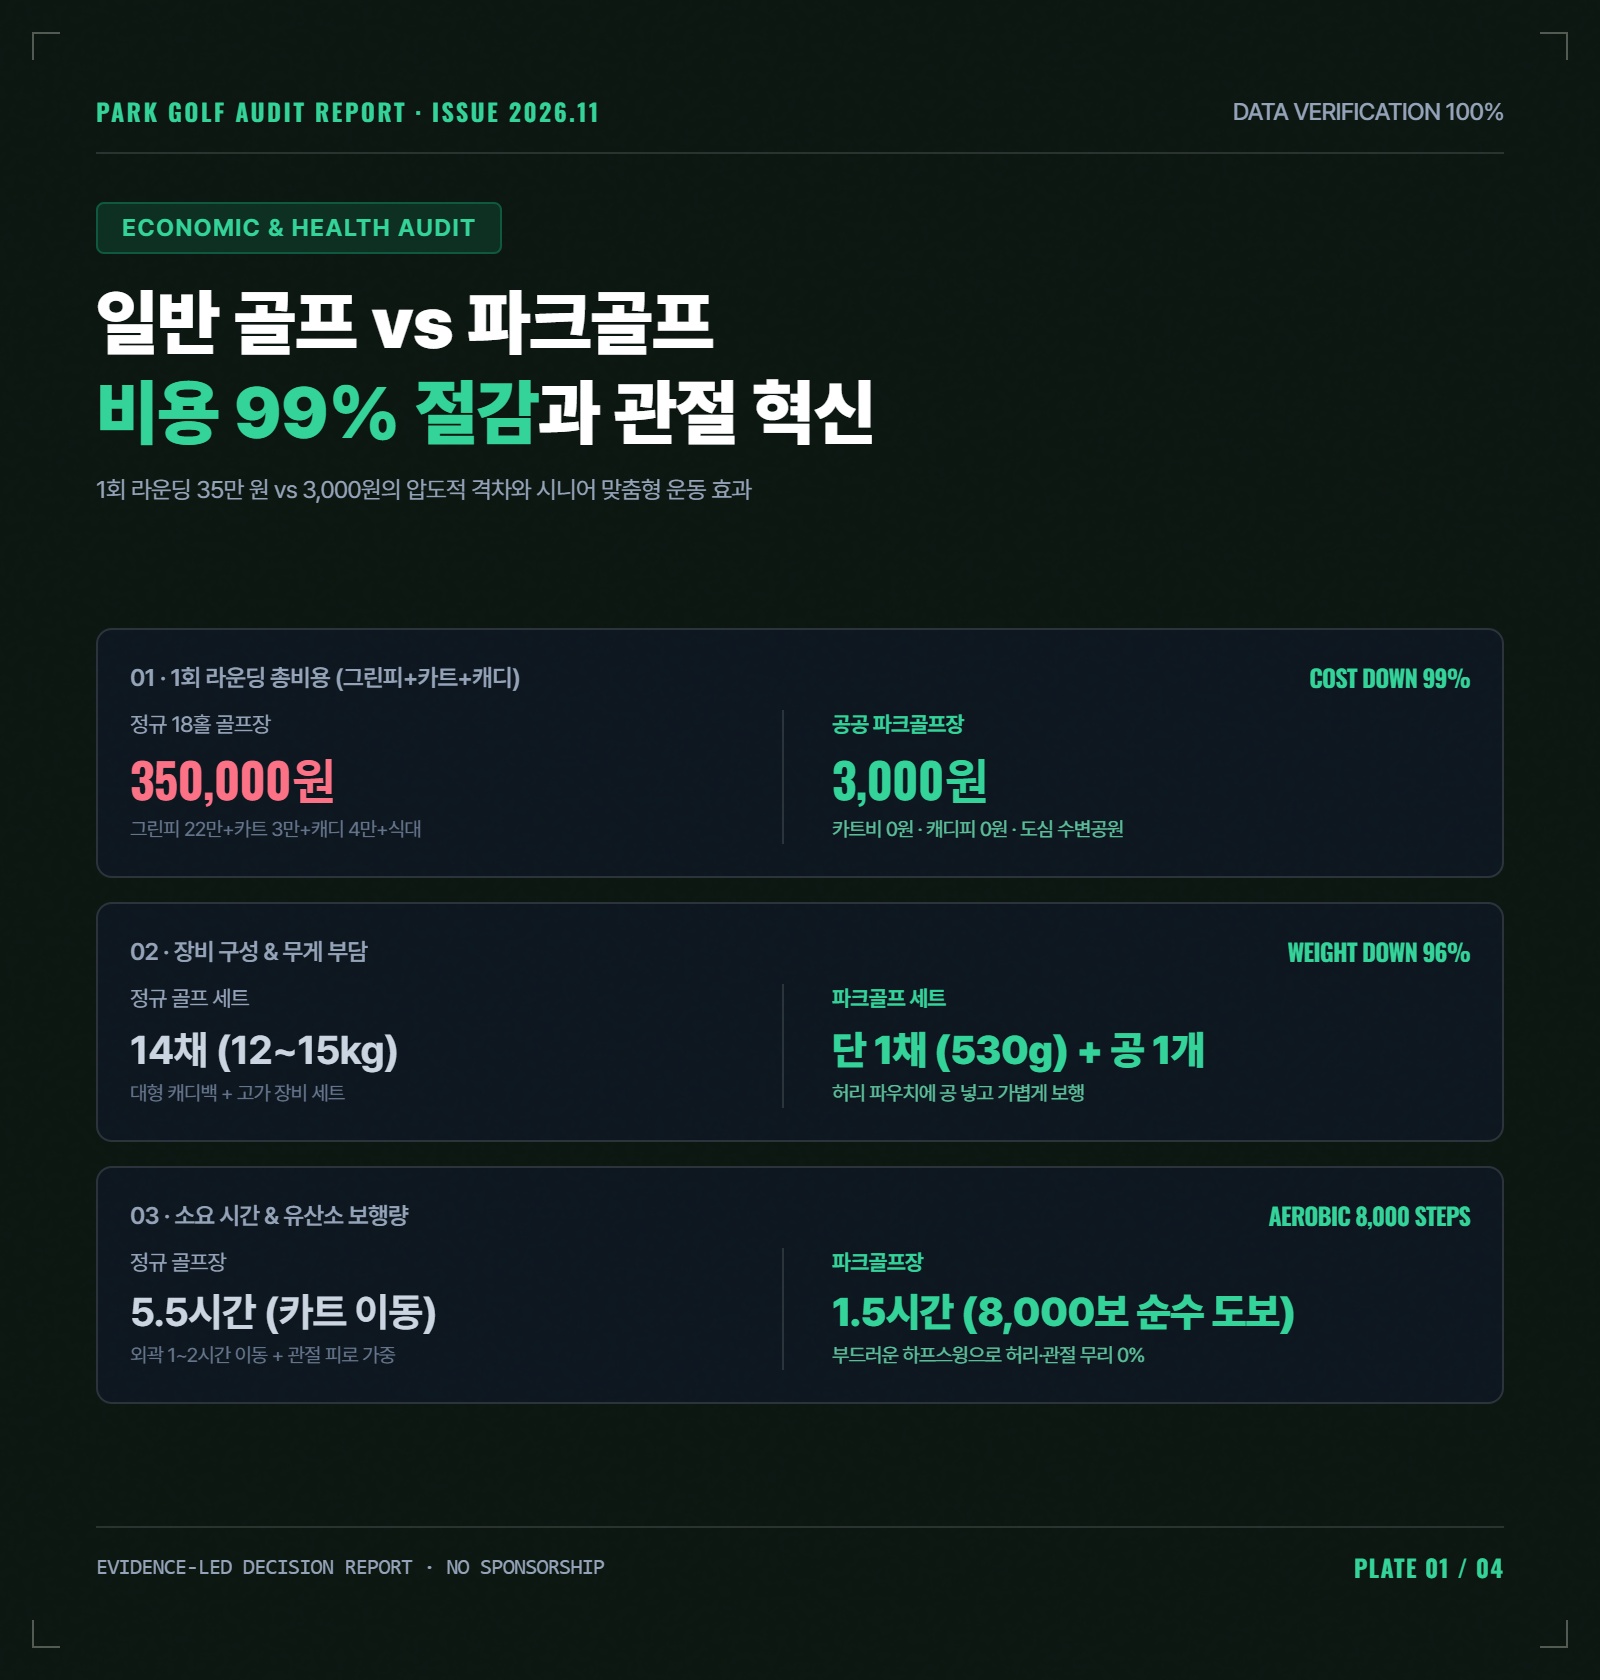 PARK GOLF AUDIT REPORT · ISSUE 2026.11
DATA VERIFICATION 100%
ECONOMIC & HEALTH AUDIT
일반 골프 vs 파크골프
비용 99% 절감과 관절 혁신
1회 라운딩 35만 원 vs 3,000원의 압도적 격차와 시니어 맞춤형 운동 효과
01 · 1회 라운딩 총비용 (그린피+카트+캐디)
COST DOWN 99%
정규 18홀 골프장
350,000원
그린피 22만+카트 3만+캐디 4만+식대
공공 파크골프장
3,000원
카트비 0원 · 캐디피 0원 · 도심 수변공원
02 · 장비 구성 & 무게 부담
WEIGHT DOWN 96%
정규 골프 세트
14채 (12~15kg)
대형 캐디백 + 고가 장비 세트
파크골프 세트
단 1채 (530g) + 공 1개
허리 파우치에 공 넣고 가볍게 보행
03 · 소요 시간 & 유산소 보행량
AEROBIC 8,000 STEPS
정규 골프장
5.5시간 (카트 이동)
외곽 1~2시간 이동 + 관절 피로 가중
파크골프장
1.5시간 (8,000보 순수 도보)
부드러운 하프스윙으로 허리·관절 무리 0%
EVIDENCE-LED DECISION REPORT · NO SPONSORSHIP
PLATE 01 / 04